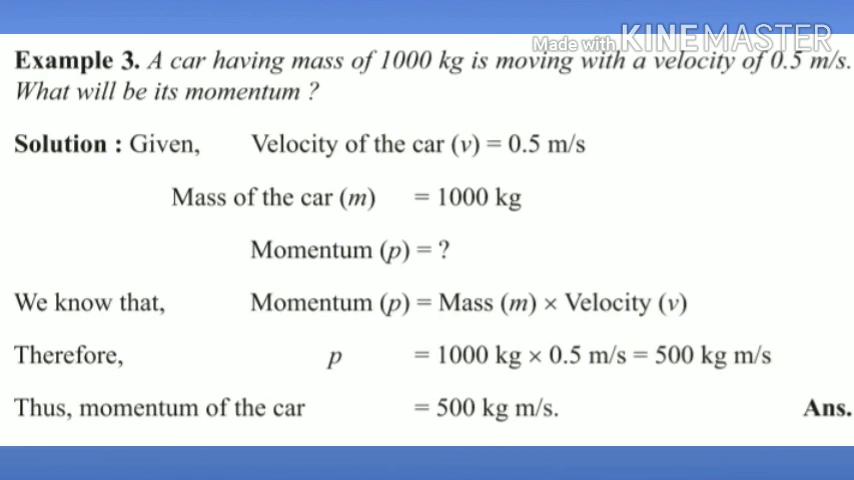 Made with KINEMASTER
Example 3. A car having mass of 1000 kg is moving with a velocity of 0.5 m/s.
What will be its momentum ?
Solution : Given, Velocity of the car (v) = 0.5 m/s
Mass of the car (m) = 1000 kg
Momentum (p) = ?
We know that, Momentum (p) = Mass (m) × Velocity (v)
Therefore, p = 1000 kg × 0.5 m/s = 500 kg m/s
Thus, momentum of the car = 500 kg m/s. Ans.